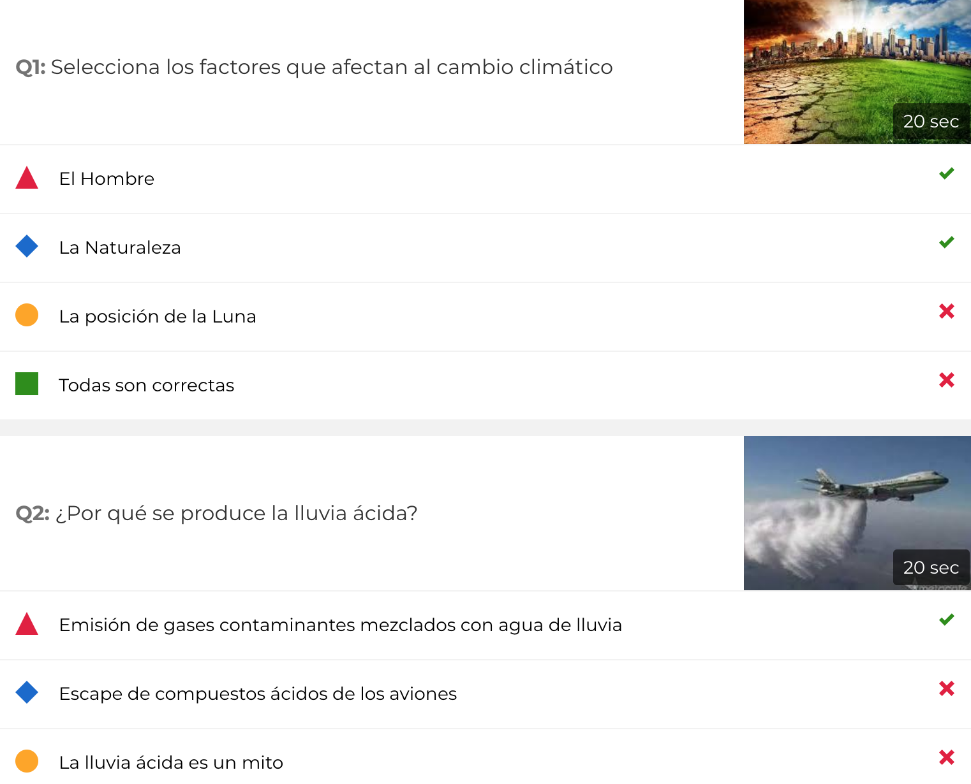 Q1: Selecciona los factores que afectan al cambio climático
20 sec
El Hombre
La Naturaleza
La posición de la Luna
Todas son correctas
Q2: ¿Por qué se produce la lluvia ácida?
20 sec
Emisión de gases contaminantes mezclados con agua de lluvia
Escape de compuestos ácidos de los aviones
La lluvia ácida es un mito